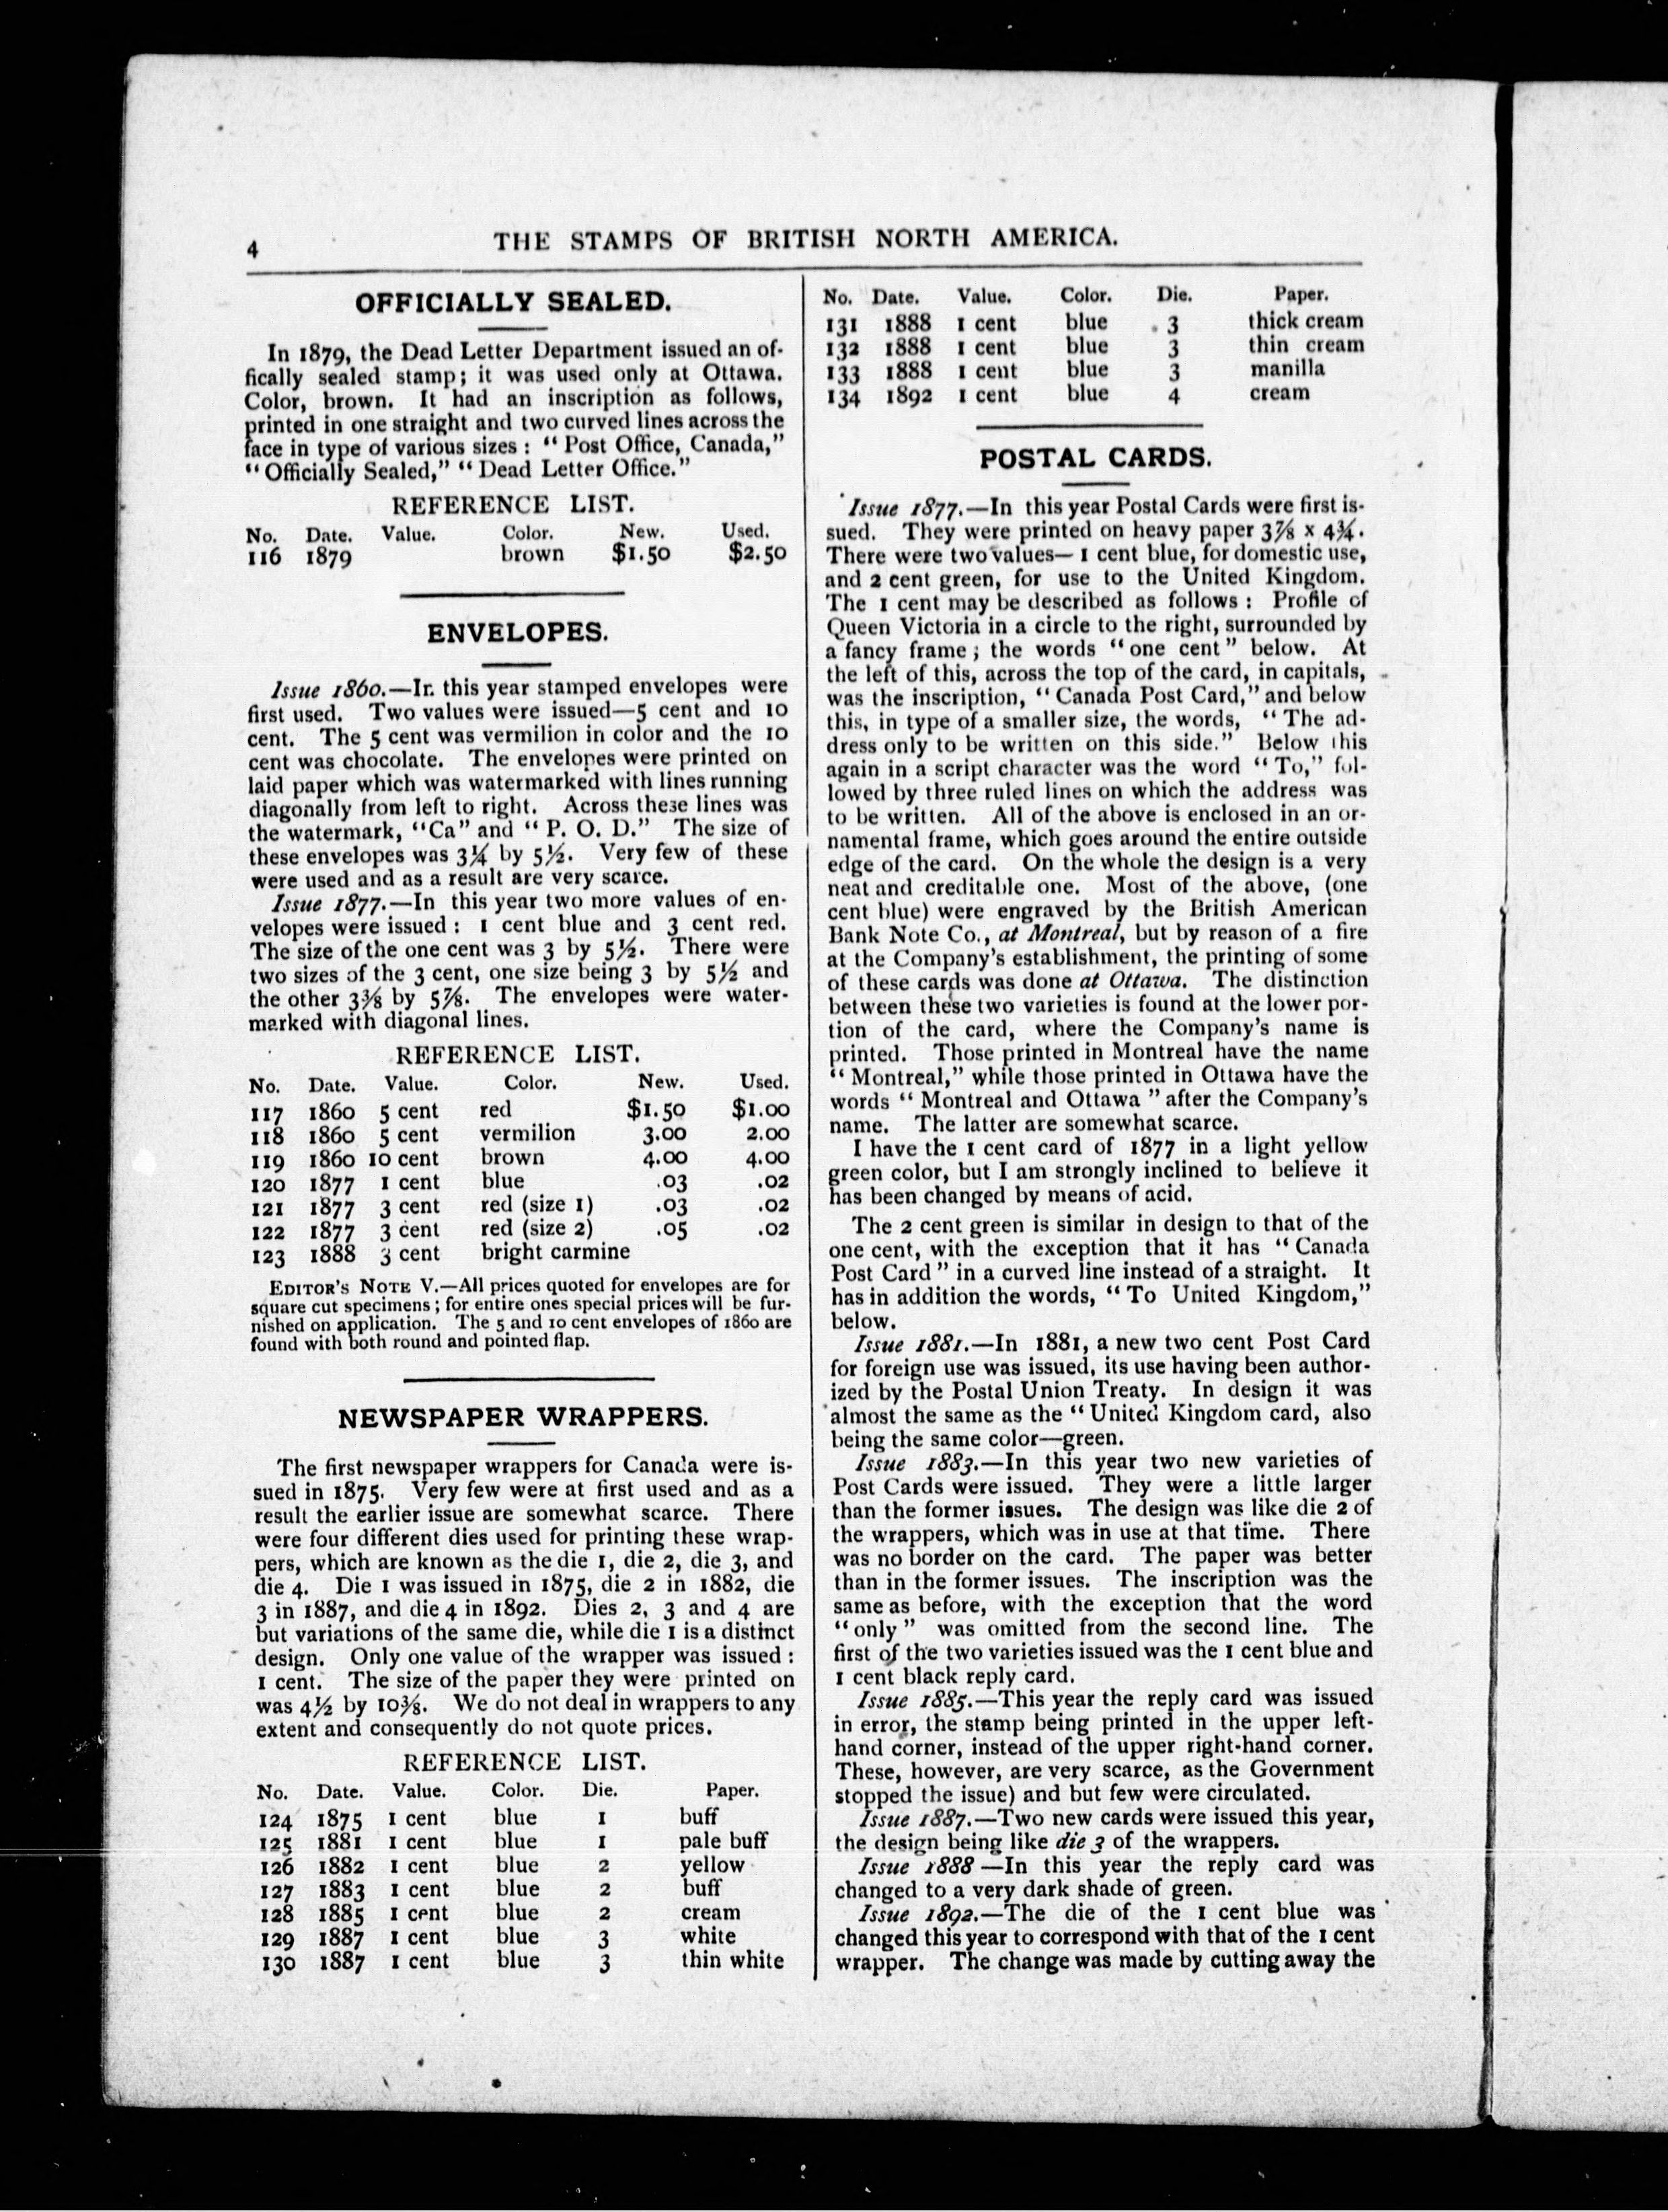 4
THE STAMPS OF BRITISH NORTH AMERICA.
OFFICIALLY SEALED.
In 1879, the Dead Letter Department issued an of-
fically sealed stamp; it was used only at Ottawa.
Color, brown. It had an inscription as follows,
printed in one straight and two curved lines across the
face in type of various sizes : “ Post Office, Canada,”
“ Officially Sealed,” “ Dead Letter Office.”
REFERENCE LIST.
No. Date. Value. Color. New. Used.
116 1879 brown $1.50 $2.50
ENVELOPES.
Issue 1860.—In this year stamped envelopes were
first used. Two values were issued—5 cent and 10
cent. The 5 cent was vermilion in color and the 10
cent was chocolate. The envelopes were printed on
laid paper which was watermarked with lines running
diagonally from left to right. Across these lines was
the watermark, “Ca” and “ P. O. D.” The size of
these envelopes was 3¼ by 5½. Very few of these
were used and as a result are very scarce.
Issue 1877.—In this year two more values of en-
velopes were issued : 1 cent blue and 3 cent red.
The size of the one cent was 3 by 5½. There were
two sizes of the 3 cent, one size being 3 by 5½ and
the other 3⅜ by 5⅞. The envelopes were water-
marked with diagonal lines.
REFERENCE LIST.
No. Date. Value. Color. New. Used.
117 1860 5 cent red $1.50 $1.00
118 1860 5 cent vermilion 3.00 2.00
119 1860 10 cent brown 4.00 4.00
120 1877 1 cent blue .03 .02
121 1877 3 cent red (size 1) .03 .02
122 1877 3 cent red (size 2) .05 .02
123 1888 3 cent bright carmine
EDITOR’S NOTE V.—All prices quoted for envelopes are for
square cut specimens ; for entire ones special prices will be fur-
nished on application. The 5 and 10 cent envelopes of 1860 are
found with both round and pointed flap.
NEWSPAPER WRAPPERS.
The first newspaper wrappers for Canada were is-
sued in 1875. Very few were at first used and as a
result the earlier issue are somewhat scarce. There
were four different dies used for printing these wrap-
pers, which are known as the die 1, die 2, die 3, and
die 4. Die 1 was issued in 1875, die 2 in 1882, die
3 in 1887, and die 4 in 1892. Dies 2, 3 and 4 are
but variations of the same die, while die 1 is a distinct
design. Only one value of the wrapper was issued :
1 cent. The size of the paper they were printed on
was 4½ by 10⅜. We do not deal in wrappers to any
extent and consequently do not quote prices.
REFERENCE LIST.
No. Date. Value. Color. Die. Paper.
124 1875 1 cent blue 1 buff
125 1881 1 cent blue 1 pale buff
126 1882 1 cent blue 2 yellow
127 1883 1 cent blue 2 buff
128 1885 1 cent blue 2 cream
129 1887 1 cent blue 3 white
130 1887 1 cent blue 3 thin white
No. Date. Value. Color. Die. Paper.
131 1888 1 cent blue 3 thick cream
132 1888 1 cent blue 3 thin cream
133 1888 1 cent blue 3 manilla
134 1892 1 cent blue 4 cream
POSTAL CARDS.
Issue 1877.—In this year Postal Cards were first is-
sued. They were printed on heavy paper 3⅞ x 4¾.
There were two values— 1 cent blue, for domestic use,
and 2 cent green, for use to the United Kingdom.
The 1 cent may be described as follows : Profile of
Queen Victoria in a circle to the right, surrounded by
a fancy frame ; the words “ one cent ” below. At
the left of this, across the top of the card, in capitals,
was the inscription, “ Canada Post Card,” and below
this, in type of a smaller size, the words, “ The ad-
dress only to be written on this side.” Below this
again in a script character was the word “ To,” fol-
lowed by three ruled lines on which the address was
to be written. All of the above is enclosed in an or-
namental frame, which goes around the entire outside
edge of the card. On the whole the design is a very
neat and creditable one. Most of the above, (one
cent blue) were engraved by the British American
Bank Note Co., at Montreal, but by reason of a fire
at the Company’s establishment, the printing of some
of these cards was done at Ottawa. The distinction
between these two varieties is found at the lower por-
tion of the card, where the Company’s name is
printed. Those printed in Montreal have the name
“ Montreal,” while those printed in Ottawa have the
words “ Montreal and Ottawa ” after the Company’s
name. The latter are somewhat scarce.
I have the 1 cent card of 1877 in a light yellow
green color, but I am strongly inclined to believe it
has been changed by means of acid.
The 2 cent green is similar in design to that of the
one cent, with the exception that it has “ Canada
Post Card ” in a curved line instead of a straight. It
has in addition the words, “ To United Kingdom,”
below.
Issue 1881.—In 1881, a new two cent Post Card
for foreign use was issued, its use having been author-
ized by the Postal Union Treaty. In design it was
almost the same as the “ United Kingdom card, also
being the same color—green.
Issue 1883.—In this year two new varieties of
Post Cards were issued. They were a little larger
than the former issues. The design was like die 2 of
the wrappers, which was in use at that time. There
was no border on the card. The paper was better
than in the former issues. The inscription was the
same as before, with the exception that the word
“ only ” was omitted from the second line. The
first of the two varieties issued was the 1 cent blue and
1 cent black reply card.
Issue 1885.—This year the reply card was issued
in error, the stamp being printed in the upper left-
hand corner, instead of the upper right-hand corner.
These, however, are very scarce, as the Government
stopped the issue) and but few were circulated.
Issue 1887.—Two new cards were issued this year,
the design being like die 3 of the wrappers.
Issue 1888 —In this year the reply card was
changed to a very dark shade of green.
Issue 1892.—The die of the 1 cent blue was
changed this year to correspond with that of the 1 cent
wrapper. The change was made by cutting away the